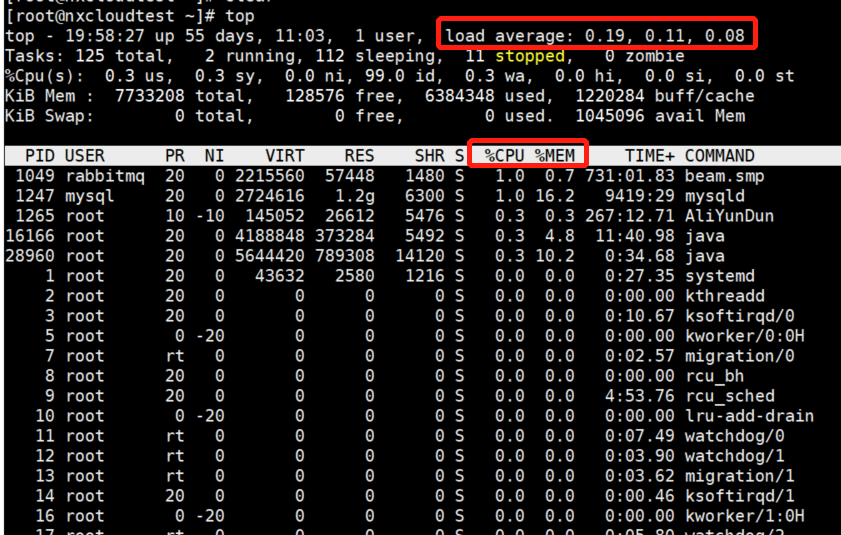 [root@nxcloudtest ~]# top
top - 19:58:27 up 55 days, 11:03,  1 user,  load average: 0.19, 0.11, 0.08
Tasks: 125 total,   2 running, 112 sleeping,  11 stopped,   0 zombie
%Cpu(s):  0.3 us,  0.3 sy,  0.0 ni, 99.0 id,  0.3 wa,  0.0 hi,  0.0 si,  0.0 st
KiB Mem :  7733208 total,   128576 free,  6384348 used,  1220284 buff/cache
KiB Swap:        0 total,        0 free,        0 used.  1045096 avail Mem
PID USER PR NI VIRT RES SHR S %CPU %MEM TIME+ COMMAND
1049 rabbitmq 20 0 2215560 57448 1480 S 1.0 0.7 731:01.83 beam.smp
1247 mysql 20 0 2724616 1.2g 6300 S 1.0 16.2 9419:29 mysqld
1265 root 10 -10 145052 26612 5476 S 0.3 0.3 267:12.71 AliYunDun
16166 root 20 0 4188848 373284 5492 S 0.3 4.8 11:40.98 java
28960 root 20 0 5644420 789308 14120 S 0.3 10.2 0:34.68 java
1 root 20 0 43632 2580 1216 S 0.0 0.0 0:27.35 systemd
2 root 20 0 0 0 0 S 0.0 0.0 0:00.00 kthreadd
3 root 20 0 0 0 0 S 0.0 0.0 0:10.67 ksoftirqd/0
5 root 0 -20 0 0 0 S 0.0 0.0 0:00.00 kworker/0:0H
7 root rt 0 0 0 0 S 0.0 0.0 0:02.57 migration/0
8 root 20 0 0 0 0 S 0.0 0.0 0:00.00 rcu_bh
9 root 20 0 0 0 0 S 0.0 0.0 4:53.76 rcu_sched
10 root 0 -20 0 0 0 S 0.0 0.0 0:00.00 lru-add-drain
11 root rt 0 0 0 0 S 0.0 0.0 0:07.49 watchdog/0
12 root rt 0 0 0 0 S 0.0 0.0 0:03.90 watchdog/1
13 root rt 0 0 0 0 S 0.0 0.0 0:03.62 migration/1
14 root 20 0 0 0 0 S 0.0 0.0 0:00.46 ksoftirqd/1
16 root 0 -20 0 0 0 S 0.0 0.0 0:00.00 kworker/1:0H